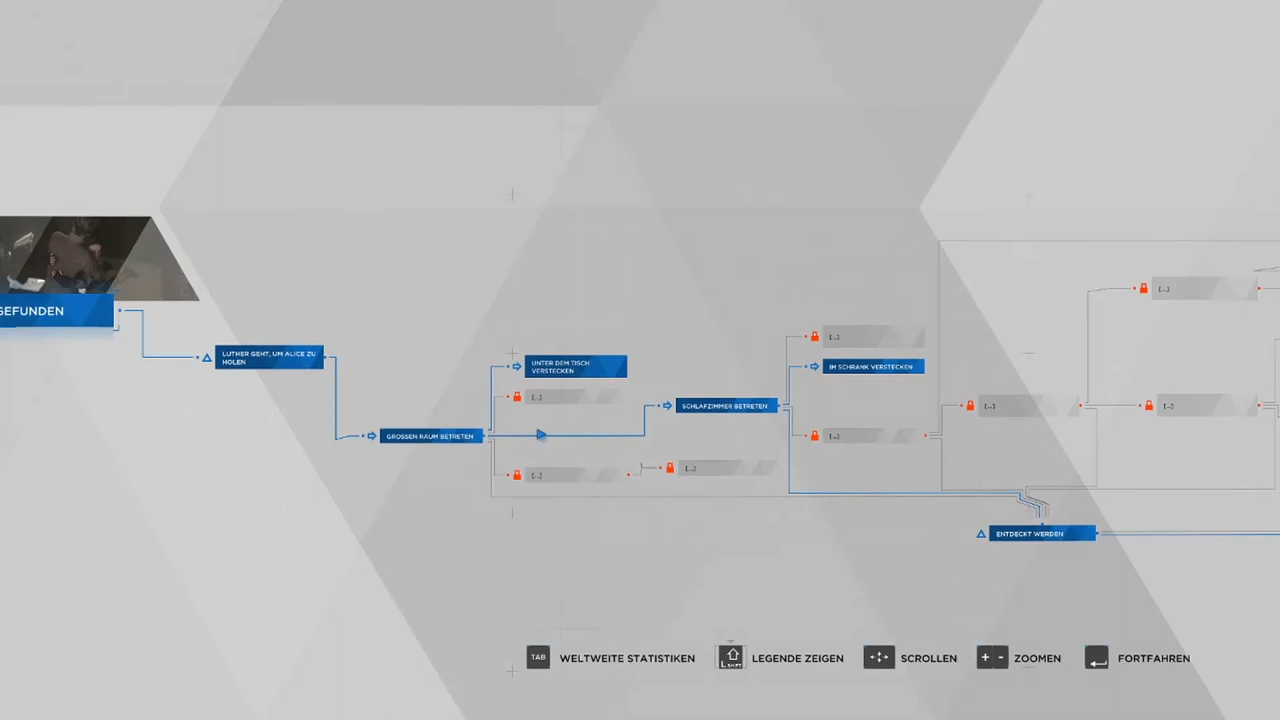 GEFUNDEN
LUTHER GEHT, UM ALICE ZU
HOLEN
UNTER DEM TISCH
VERSTECKEN
[...]
GROSSEN RAUM BETRETEN
[...]
[...]
SCHLAFZIMMER BETRETEN
[...]
IM SCHRANK VERSTECKEN
[...]
[...]
[...]
[...]
ENTDECKT WERDEN
TAB WELTWEITE STATISTIKEN
L SHIFT LEGENDE ZEIGEN
SCROLLEN
+ - ZOOMEN
FORTFAHREN